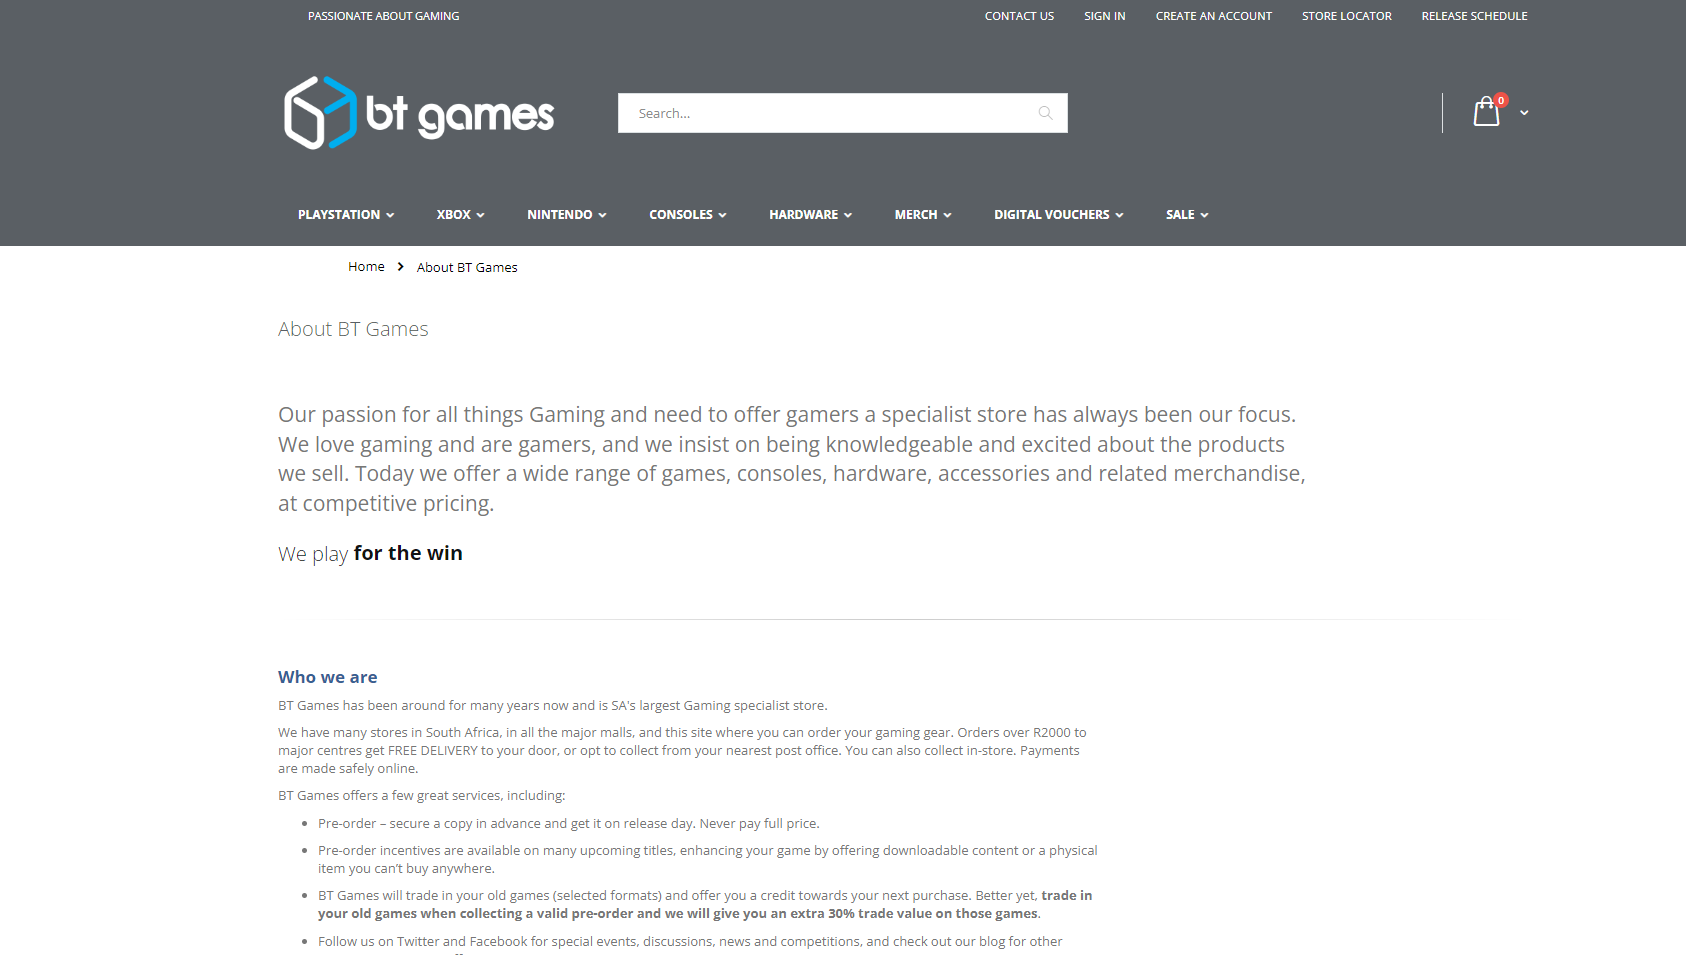 PASSIONATE ABOUT GAMING
CONTACT US SIGN IN CREATE AN ACCOUNT STORE LOCATOR RELEASE SCHEDULE
bt games
Search...
0
PLAYSTATION XBOX NINTENDO CONSOLES HARDWARE MERCH DIGITAL VOUCHERS SALE
Home About BT Games
About BT Games
Our passion for all things Gaming and need to offer gamers a specialist store has always been our focus.
We love gaming and are gamers, and we insist on being knowledgeable and excited about the products
we sell. Today we offer a wide range of games, consoles, hardware, accessories and related merchandise,
at competitive pricing.
We play for the win
Who we are
BT Games has been around for many years now and is SA's largest Gaming specialist store.
We have many stores in South Africa, in all the major malls, and this site where you can order your gaming gear. Orders over R2000 to
major centres get FREE DELIVERY to your door, or opt to collect from your nearest post office. You can also collect in-store. Payments
are made safely online.
BT Games offers a few great services, including:
• Pre-order – secure a copy in advance and get it on release day. Never pay full price.
• Pre-order incentives are available on many upcoming titles, enhancing your game by offering downloadable content or a physical
item you can’t buy anywhere.
• BT Games will trade in your old games (selected formats) and offer you a credit towards your next purchase. Better yet, trade in
your old games when collecting a valid pre-order and we will give you an extra 30% trade value on those games.
• Follow us on Twitter and Facebook for special events, discussions, news and competitions, and check out our blog for other